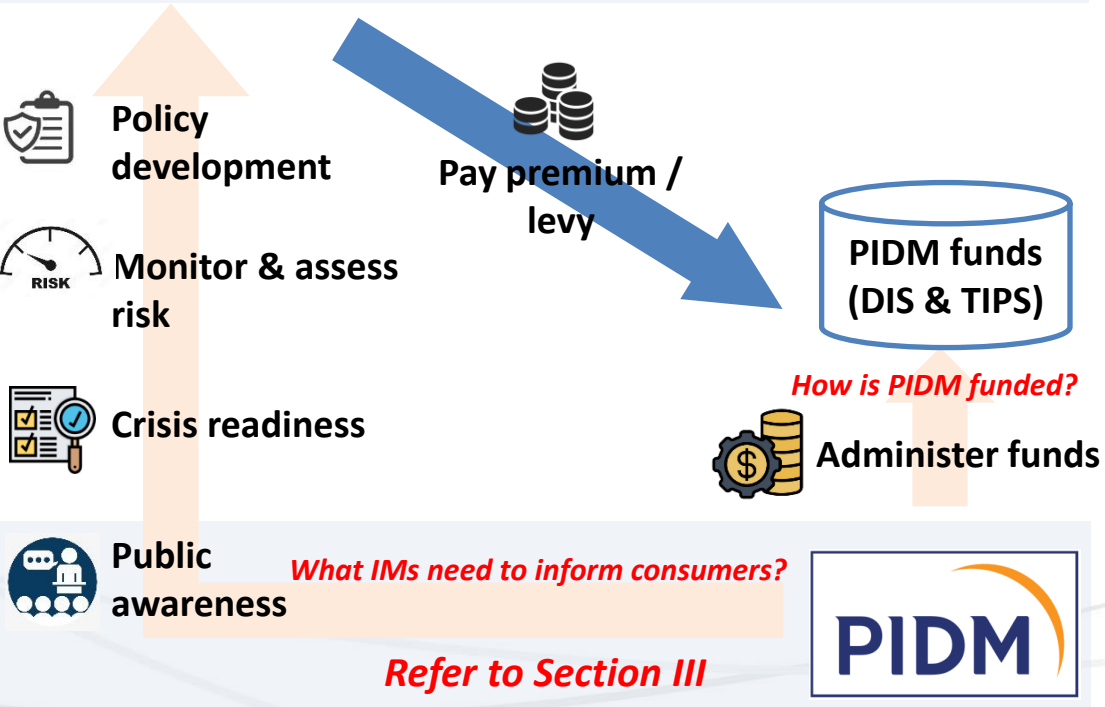 Policy
development
Pay premium /
levy
RISK
Monitor & assess
risk
PIDM funds
(DIS & TIPS)
How is PIDM funded?
Crisis readiness
$
Administer funds
Public
awareness
What IMs need to inform consumers?
PIDM
Refer to Section III